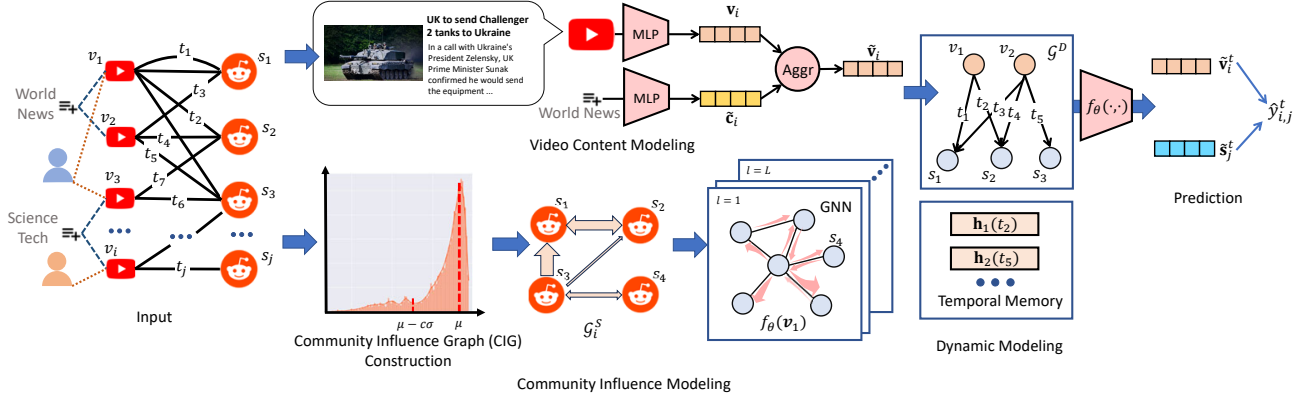 v₁
World
News
v₂
v₃
Science
Tech
vᵢ
t₁
t₃
t₂
t₄
t₅
t₇
t₆
tⱼ
s₁
s₂
s₃
sⱼ
Input
UK to send Challenger
2 tanks to Ukraine
In a call with Ukraine's
President Zelensky, UK
Prime Minister Sunak
confirmed he would send
the equipment ...
MLP
vᵢ
World News
MLP
c̃ᵢ
Aggr
ṽᵢ
Video Content Modeling
μ − cσ
μ
Community Influence Graph (CIG)
Construction
s₁
s₂
s₃
s₄
𝒢ᵢˢ
l = L
l = 1
GNN
s₄
f_θ(𝒗₁)
Community Influence Modeling
v₁
v₂
𝒢ᴰ
t₁
t₂
t₃
t₄
t₅
s₁
s₂
s₃
h₁(t₂)
h₂(t₅)
Temporal Memory
Dynamic Modeling
f_θ(·,·)
ṽᵢᵗ
s̃ⱼᵗ
ŷᵢ,ⱼᵗ
Prediction